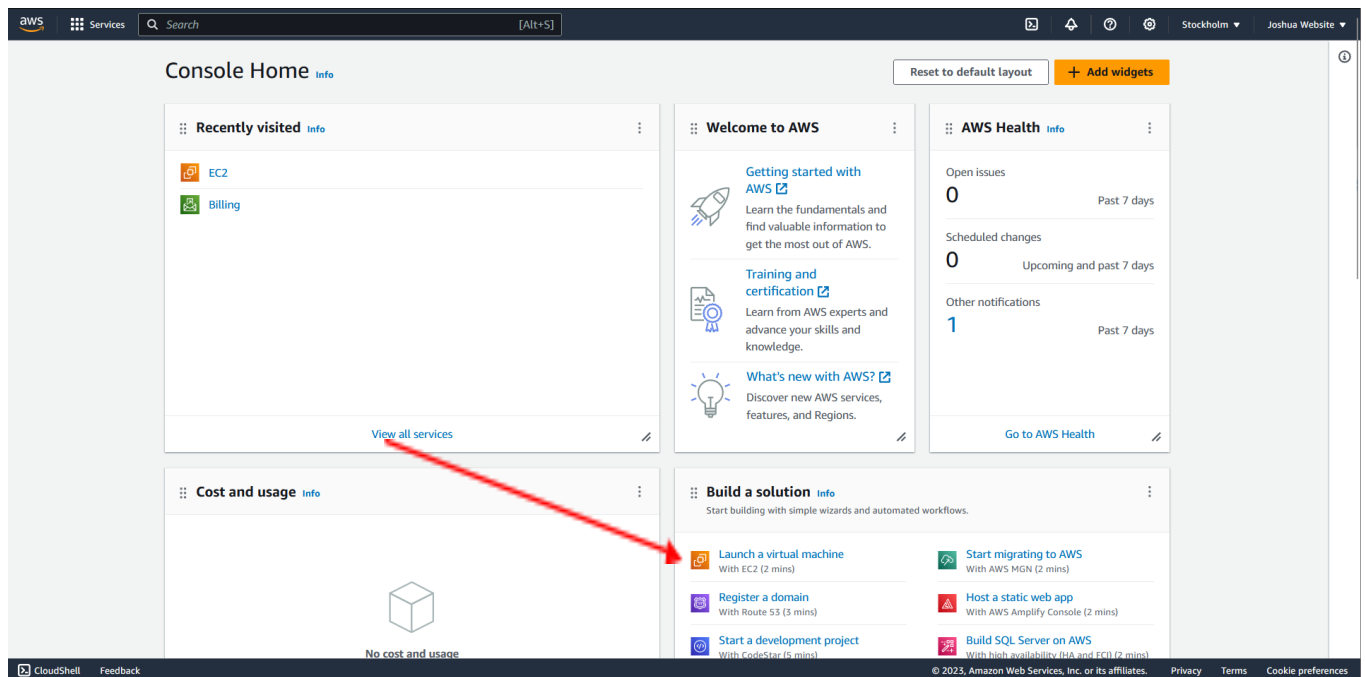 aws
Services
Search
[Alt+S]
Stockholm
Joshua Website
Console Home Info
Reset to default layout
+ Add widgets
Recently visited Info
EC2
Billing
View all services
Welcome to AWS
Getting started with
AWS
Learn the fundamentals and
find valuable information to
get the most out of AWS.
Training and
certification
Learn from AWS experts and
advance your skills and
knowledge.
What's new with AWS?
Discover new AWS services,
features, and Regions.
AWS Health Info
Open issues
0
Past 7 days
Scheduled changes
0
Upcoming and past 7 days
Other notifications
1
Past 7 days
Go to AWS Health
Cost and usage Info
No cost and usage
Build a solution Info
Start building with simple wizards and automated workflows.
Launch a virtual machine
With EC2 (2 mins)
Register a domain
With Route 53 (3 mins)
Start a development project
With CodeStar (5 mins)
Start migrating to AWS
With AWS MGN (2 mins)
Host a static web app
With AWS Amplify Console (2 mins)
Build SQL Server on AWS
With high availability (HA and FCI) (2 mins)
CloudShell
Feedback
© 2023, Amazon Web Services, Inc. or its affiliates.
Privacy
Terms
Cookie preferences